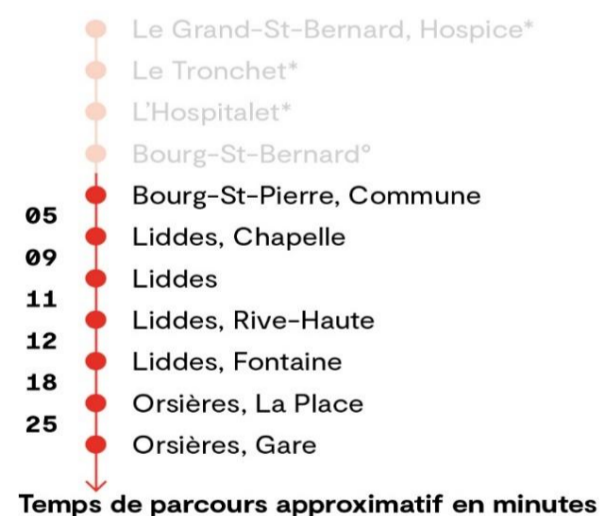 Le Grand-St-Bernard, Hospice*
Le Tronchet*
L'Hospitalet*
Bourg-St-Bernard°
Bourg-St-Pierre, Commune
05
Liddes, Chapelle
09
Liddes
11
Liddes, Rive-Haute
12
Liddes, Fontaine
18
Orsières, La Place
25
Orsières, Gare
Temps de parcours approximatif en minutes